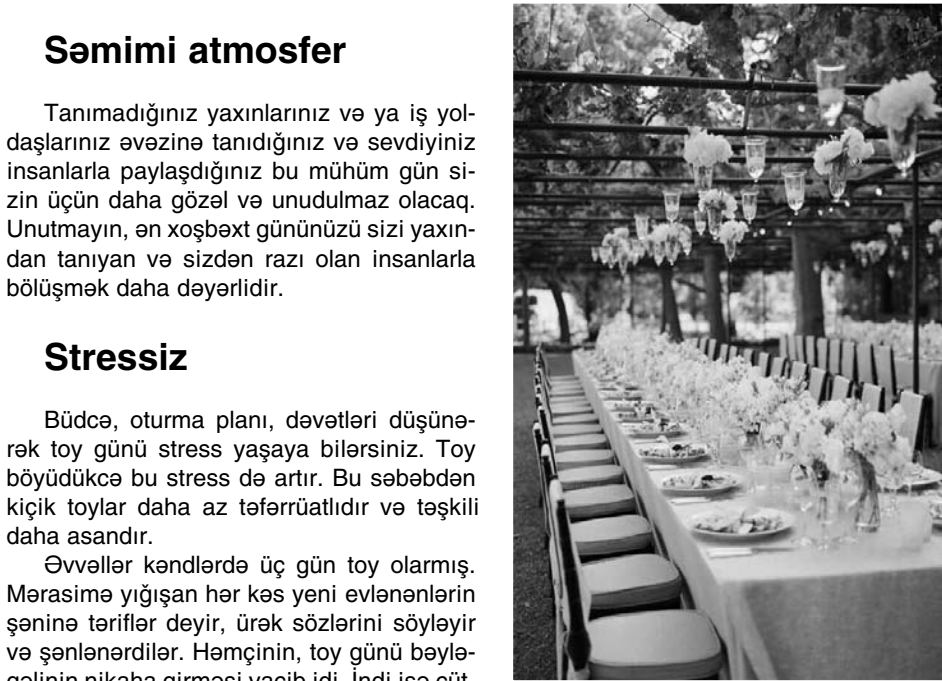 Səmimi atmosfer
Tanımadığınız yaxınlarınız və ya iş yol-
daşlarınız əvəzinə tanıdığınız və sevdiyiniz
insanlarla paylaşdığınız bu mühüm gün si-
zin üçün daha gözəl və unudulmaz olacaq.
Unutmayın, ən xoşbəxt gününüzü sizi yaxın-
dan tanıyan və sizdən razı olan insanlarla
bölüşmək daha dəyərlidir.
Stressiz
Büdcə, oturma planı, dəvətləri düşünə-
rək toy günü stress yaşaya bilərsiniz. Toy
böyüdükcə bu stress də artır. Bu səbəbdən
kiçik toylar daha az təfərrüatlıdır və təşkili
daha asandır.
Əvvəllər kəndlərdə üç gün toy olarmış.
Mərasimə yığışan hər kəs yeni evlənənlərin
şəninə təriflər deyir, ürək sözlərini söyləyir
və şənlənərdilər. Həmçinin, toy günü bəylə-
gəlinin nikaha girməsi vacib idi. İndi isə cüt-